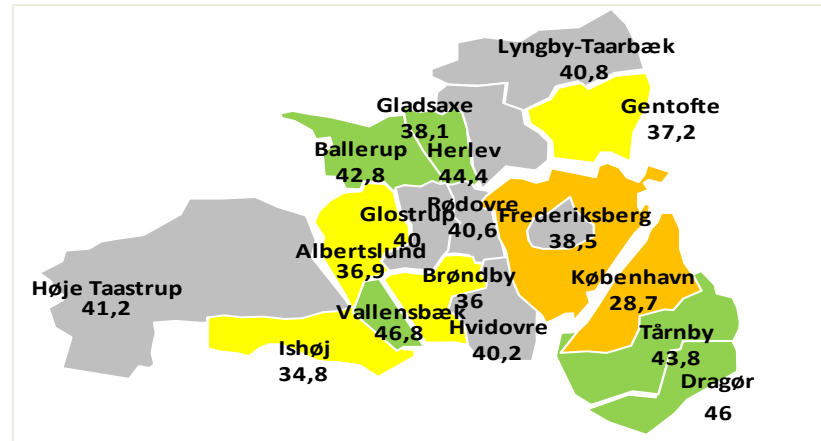 Lyngby-Taarbæk
40,8
Gentofte
37,2
Gladsaxe
38,1
Herlev
44,4
Ballerup
42,8
Rødovre
40,6
Glostrup
40
Frederiksberg
38,5
Albertslund
36,9
Brøndby
36
København
28,7
Høje Taastrup
41,2
Vallensbæk
46,8
Hvidovre
40,2
Ishøj
34,8
Tårnby
43,8
Dragør
46